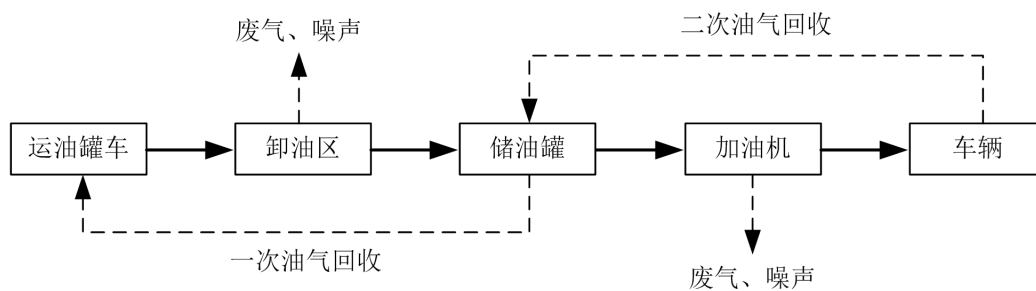 废气、噪声
二次油气回收
运油罐车
卸油区
储油罐
加油机
车辆
一次油气回收
废气、噪声